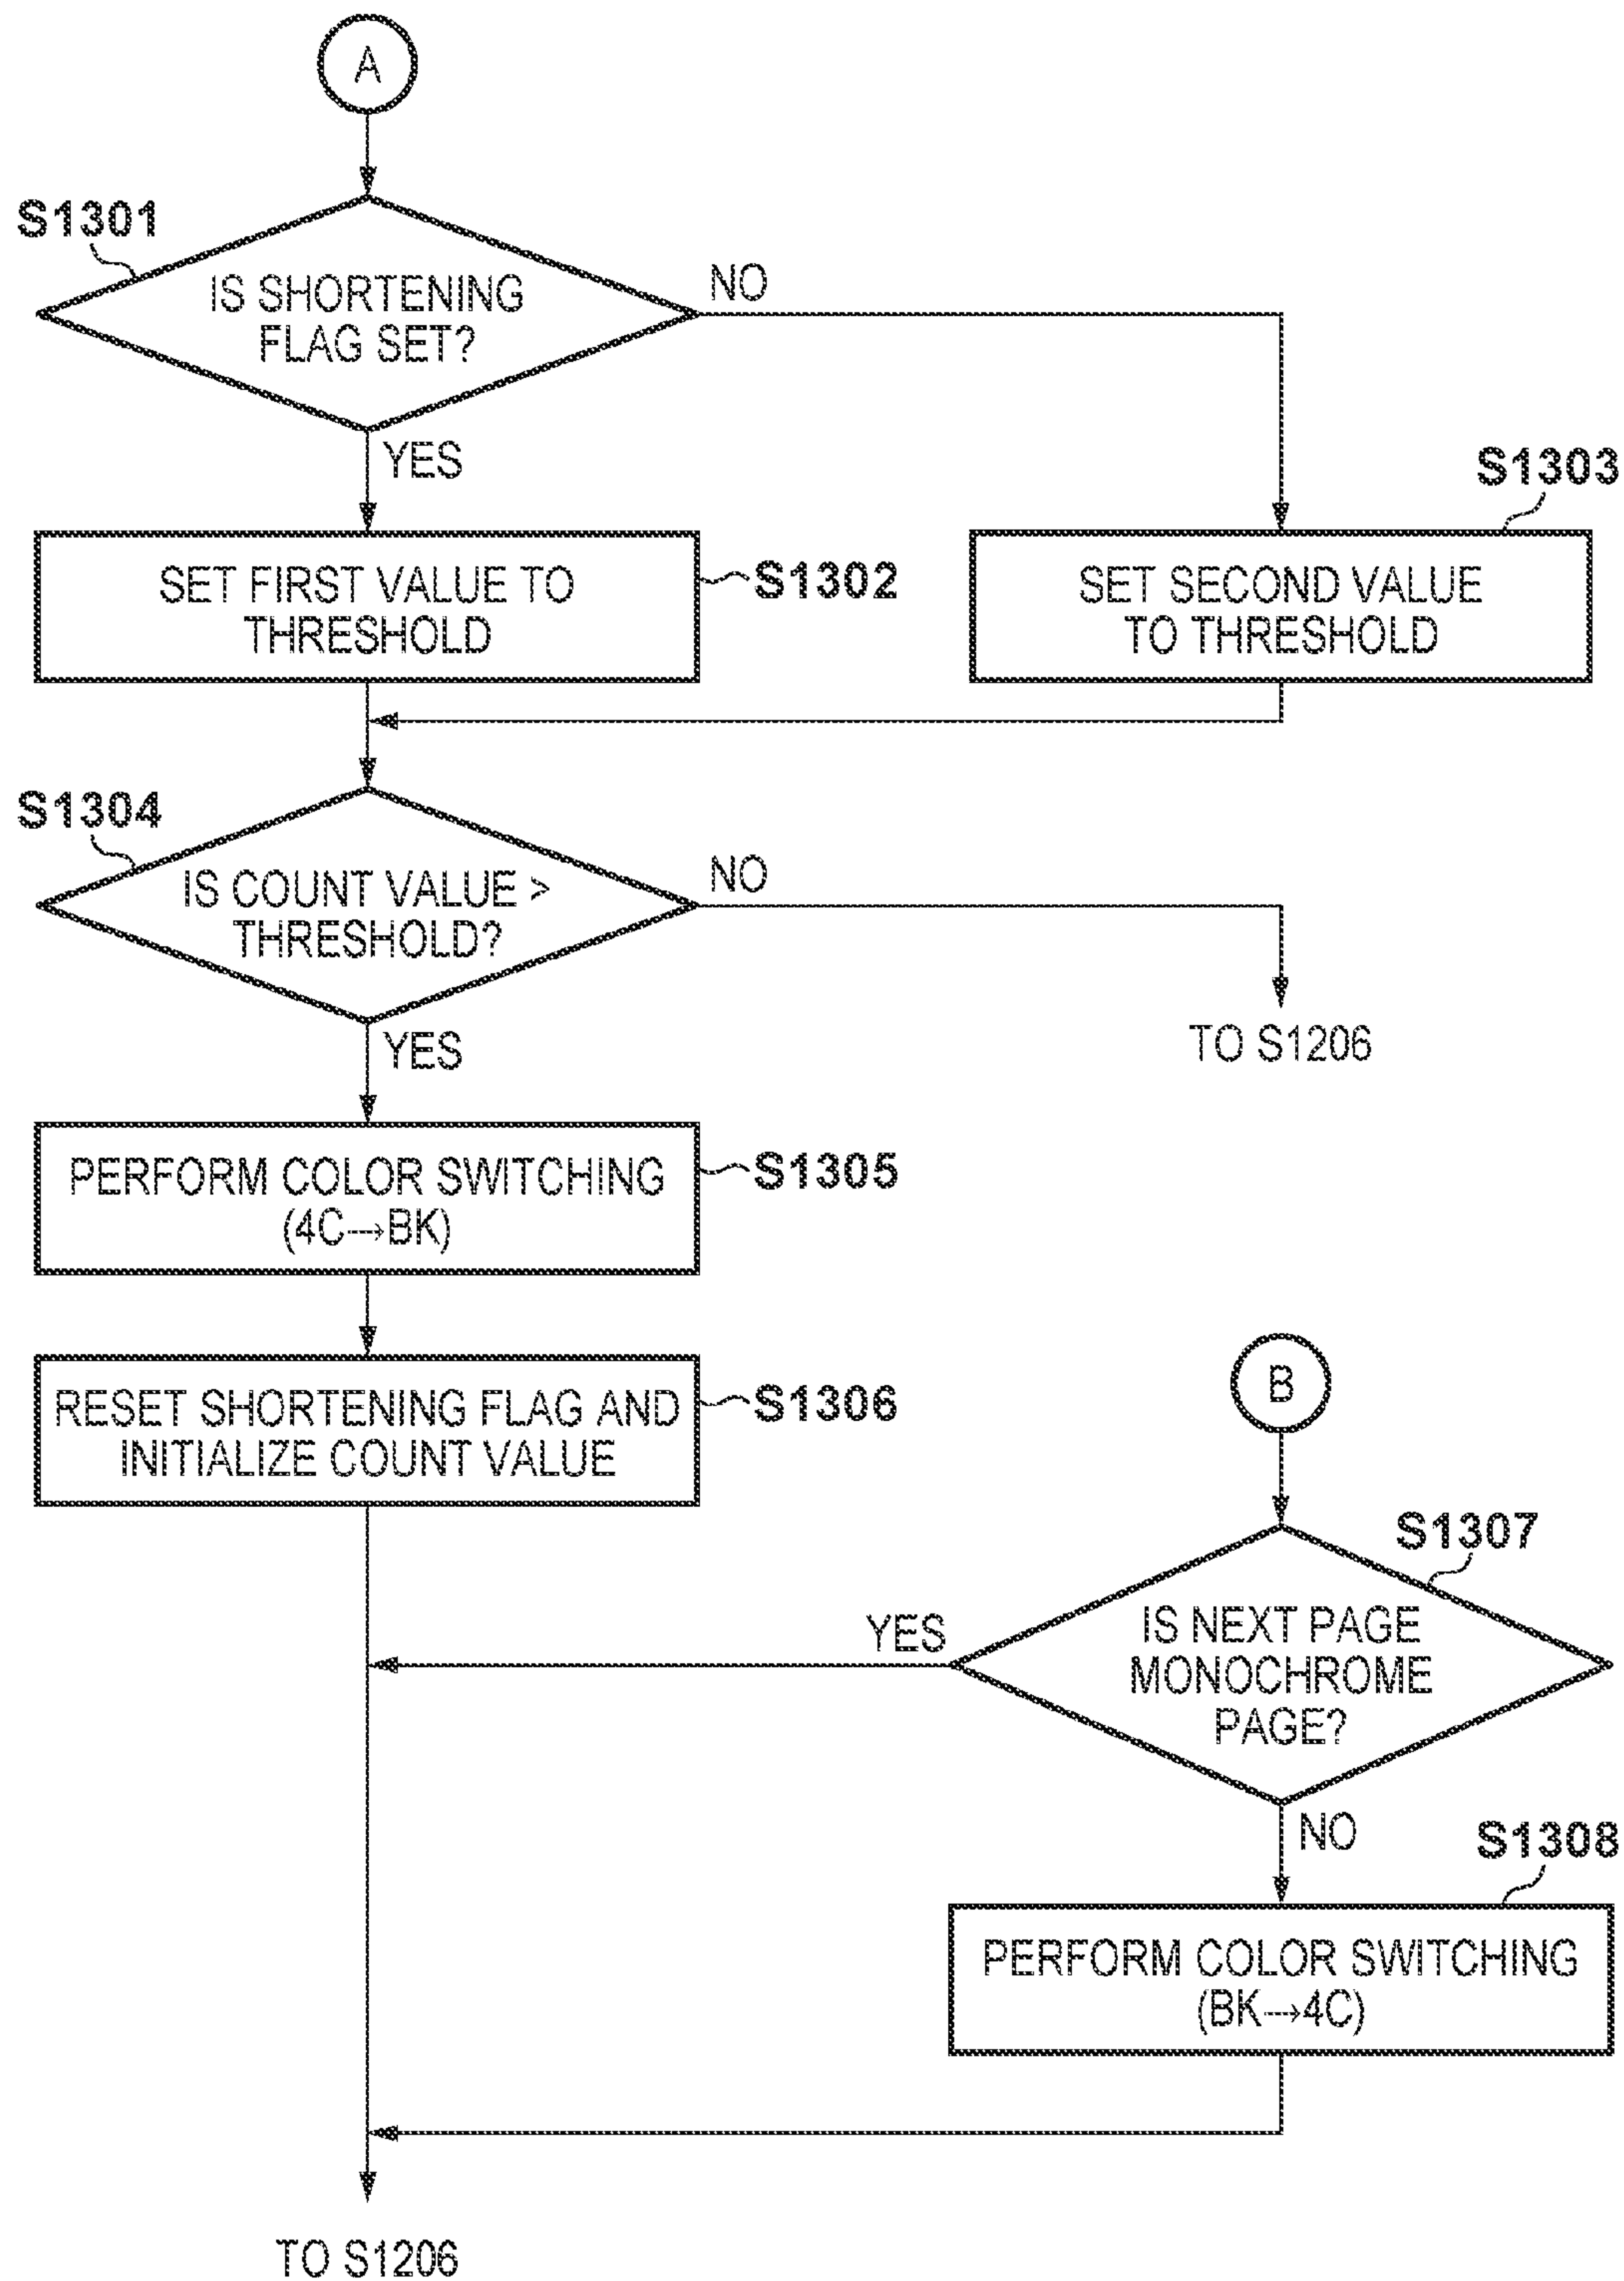 A
S1301
IS SHORTENING
FLAG SET?
NO
YES
S1303
SET FIRST VALUE TO
THRESHOLD
S1302
SET SECOND VALUE
TO THRESHOLD
S1304
IS COUNT VALUE >
THRESHOLD?
NO
TO S1206
YES
PERFORM COLOR SWITCHING
(4C→BK)
S1305
RESET SHORTENING FLAG AND
INITIALIZE COUNT VALUE
S1306
B
S1307
IS NEXT PAGE
MONOCHROME
PAGE?
YES
NO
S1308
PERFORM COLOR SWITCHING
(BK→4C)
TO S1206